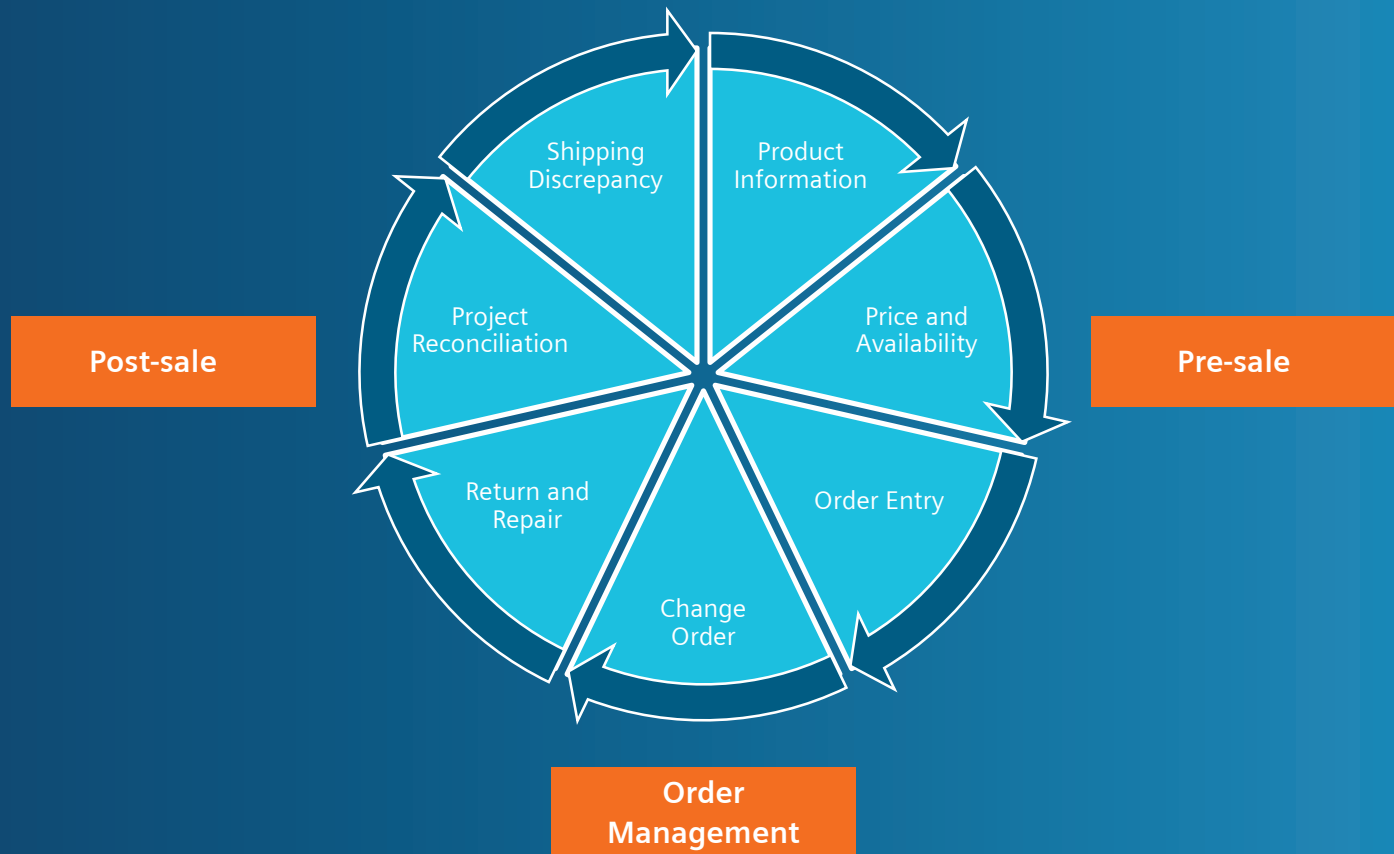 Shipping
Discrepancy
Product
Information
Project
Reconciliation
Price and
Availability
Post-sale
Pre-sale
Return and
Repair
Order Entry
Change
Order
Order
Management